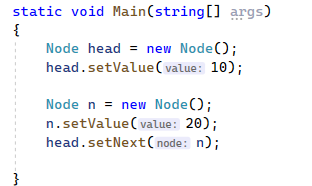 static void Main(string[] args)
{
Node head = new Node();
head.setValue(value: 10);
Node n = new Node();
n.setValue(value: 20);
head.setNext(node: n);
}